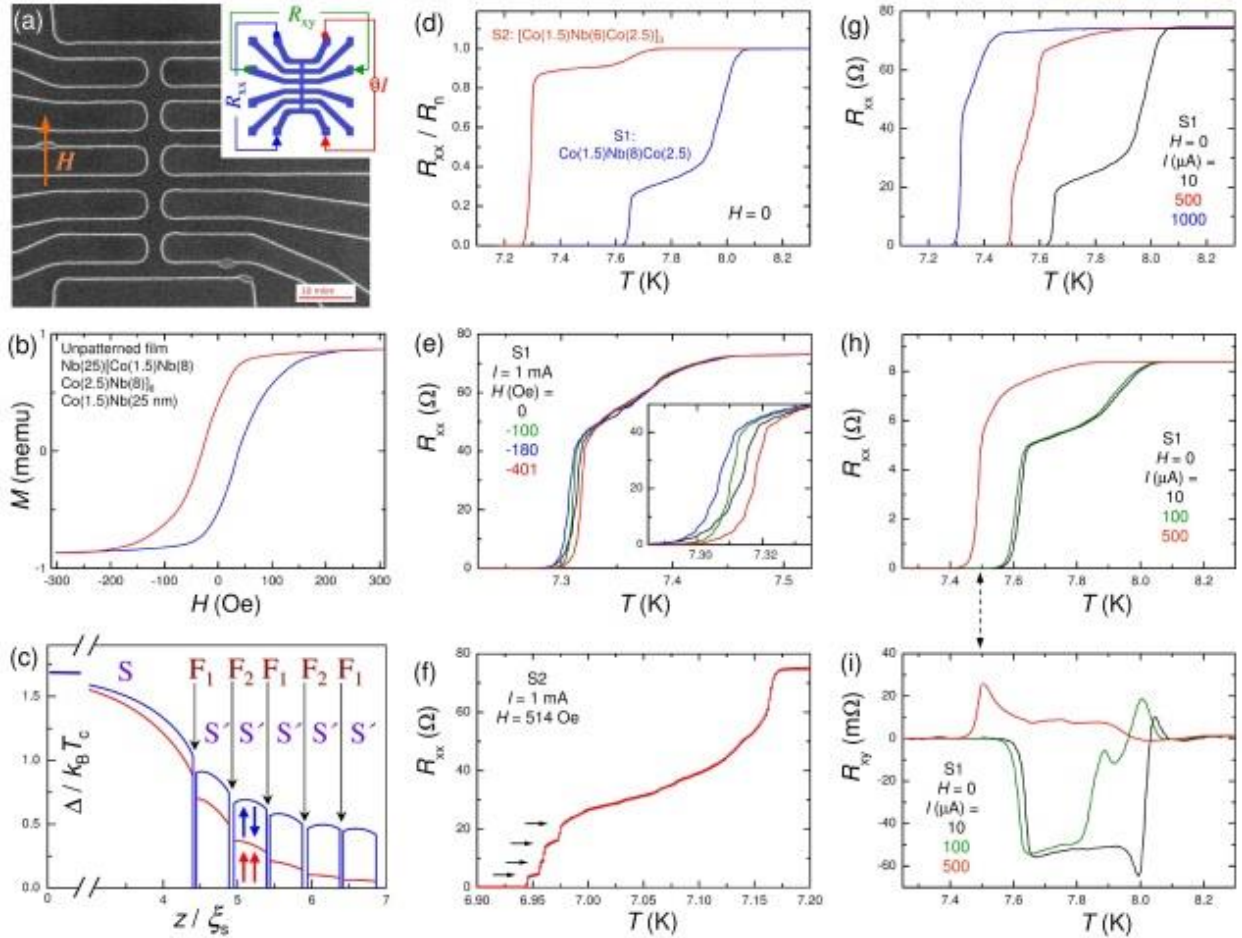 (a)
R_xy
R_xx
θI
H
10 мкм
(b)
Unpatterned film
Nb(25)[Co(1.5)Nb(8)
Co(2.5)Nb(8)]₆
Co(1.5)Nb(25 nm)
M (memu)
1
0
-1
-300 -200 -100 0 100 200 300
H (Oe)
(c)
S F₁ F₂ F₁ F₂ F₁
S′ S′ S′ S′ S′
Δ / k_BT_c
1.5
1.0
0.5
0.0
0 4 5 6 7
z / ξ_s
(d)
S2: [Co(1.5)Nb(6)Co(2.5)]₃
S1:
Co(1.5)Nb(8)Co(2.5)
H = 0
R_xx / R_n
1.0
0.8
0.6
0.4
0.2
0.0
7.2 7.4 7.6 7.8 8.0 8.2
T (K)
(e)
S1
I = 1 mA
H (Oe) =
0
-100
-180
-401
R_xx (Ω)
80
60
40
20
0
40
20
0
7.30 7.32
7.3 7.4 7.5
T (K)
(f)
S2
I = 1 mA
H = 514 Oe
R_xx (Ω)
80
60
40
20
0
6.90 6.95 7.00 7.05 7.10 7.15 7.20
T (K)
(g)
S1
H = 0
I (μA) =
10
500
1000
R_xx (Ω)
80
60
40
20
0
7.2 7.4 7.6 7.8 8.0 8.2
T (K)
(h)
S1
H = 0
I (μA) =
10
100
500
R_xx (Ω)
8
6
4
2
0
7.4 7.6 7.8 8.0 8.2
T (K)
(i)
S1
H = 0
I (μA) =
10
100
500
R_xy (mΩ)
40
20
0
-20
-40
-60
7.4 7.6 7.8 8.0 8.2
T (K)